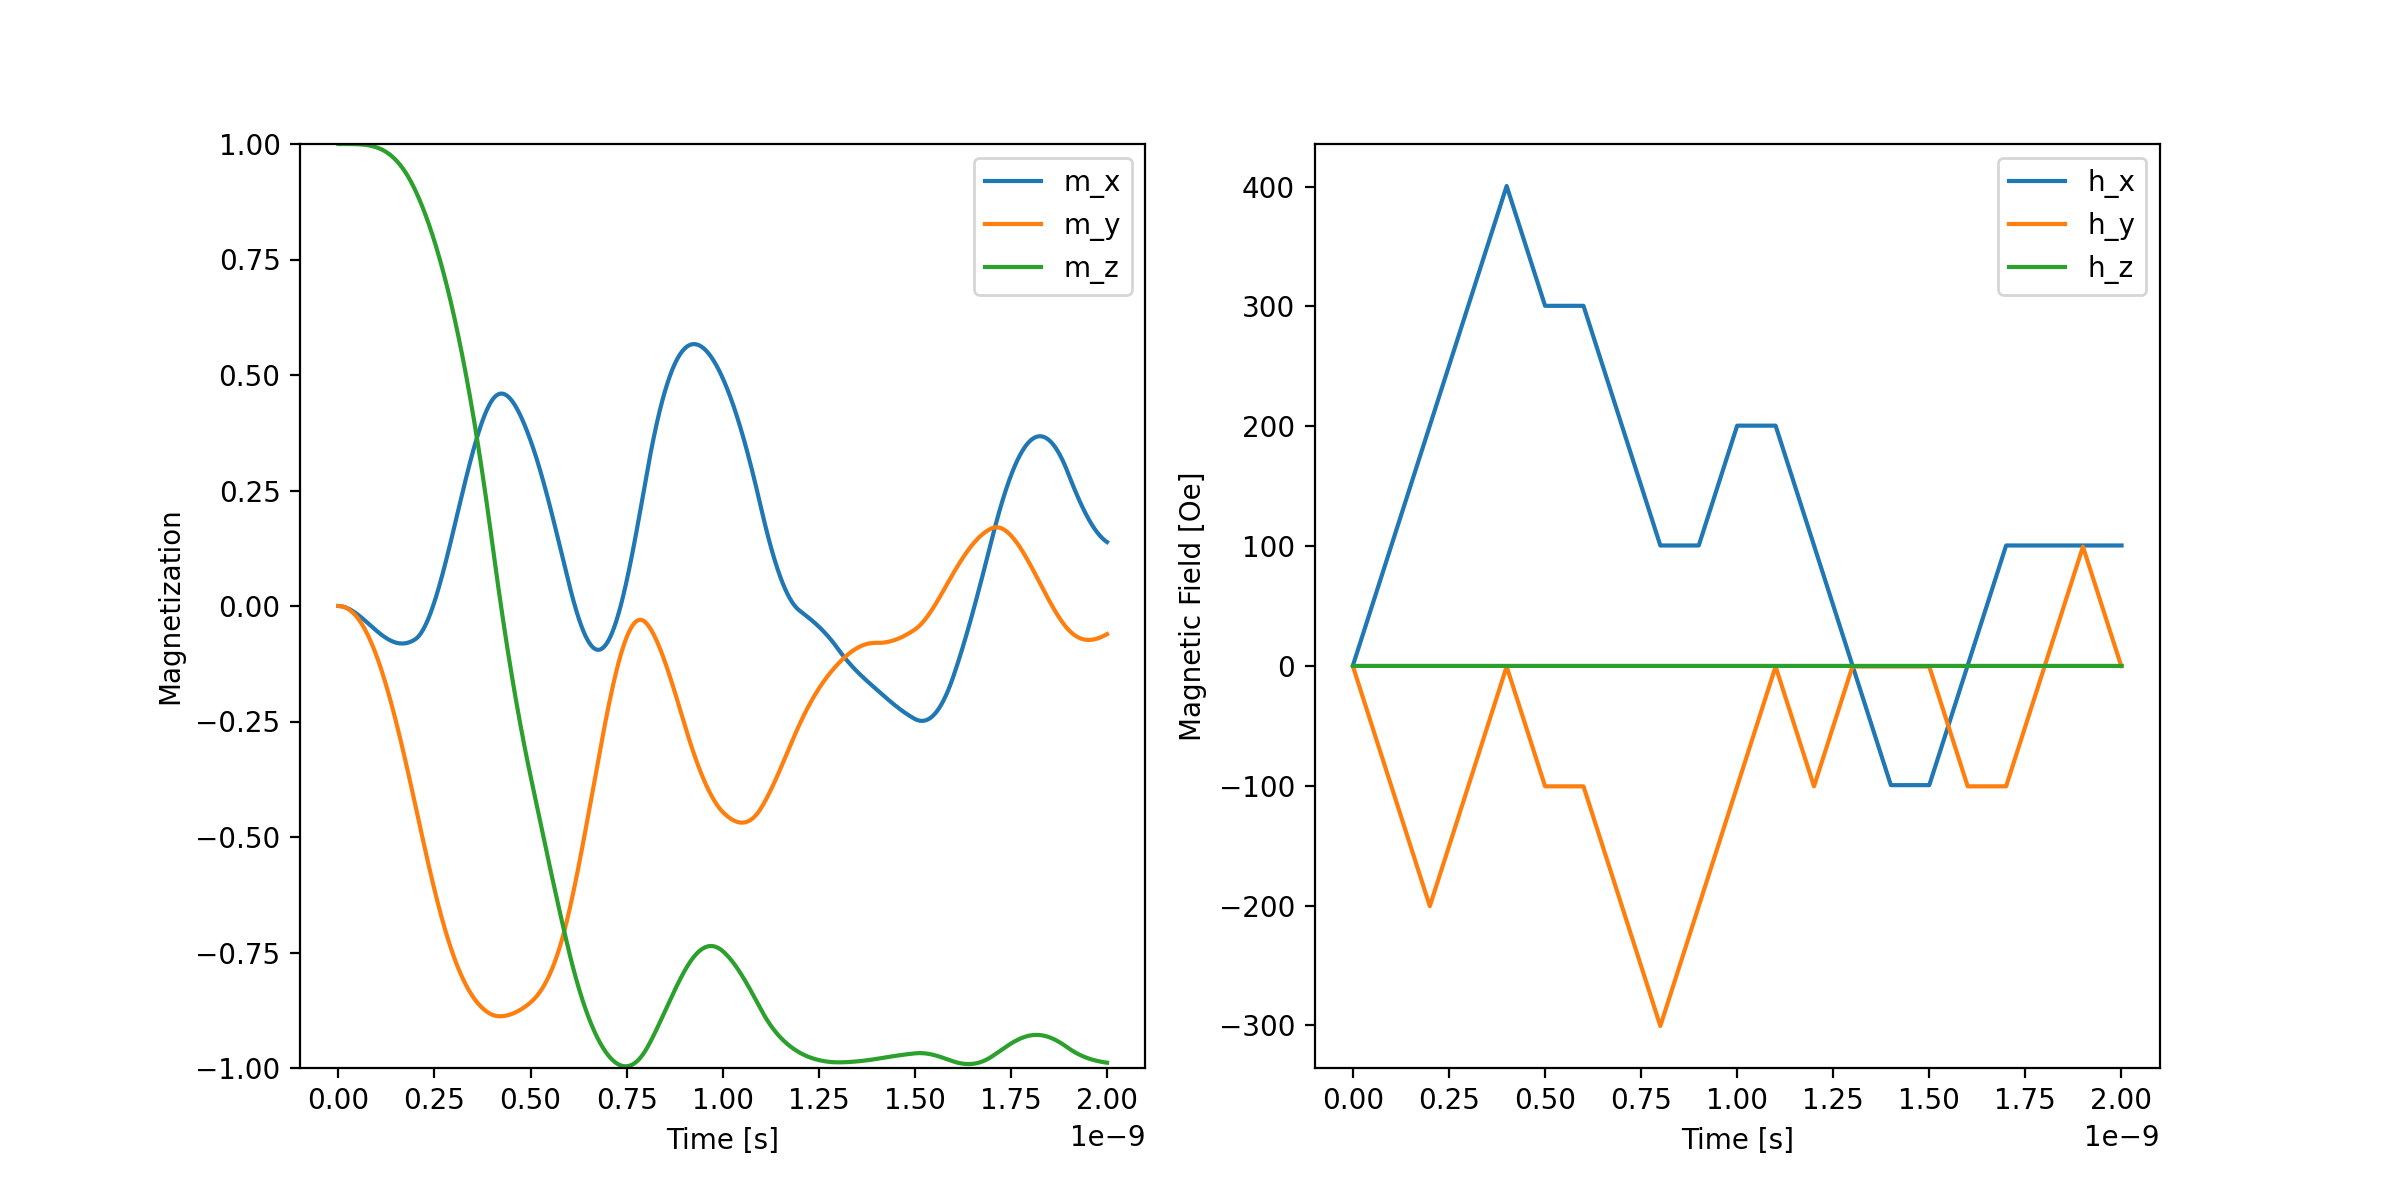 1.00
0.75
0.50
0.25
0.00
−0.25
−0.50
−0.75
−1.00
Magnetization
0.00 0.25 0.50 0.75 1.00 1.25 1.50 1.75 2.00
Time [s]
1e−9
m_x
m_y
m_z
400
300
200
100
0
−100
−200
−300
Magnetic Field [Oe]
0.00 0.25 0.50 0.75 1.00 1.25 1.50 1.75 2.00
Time [s]
1e−9
h_x
h_y
h_z